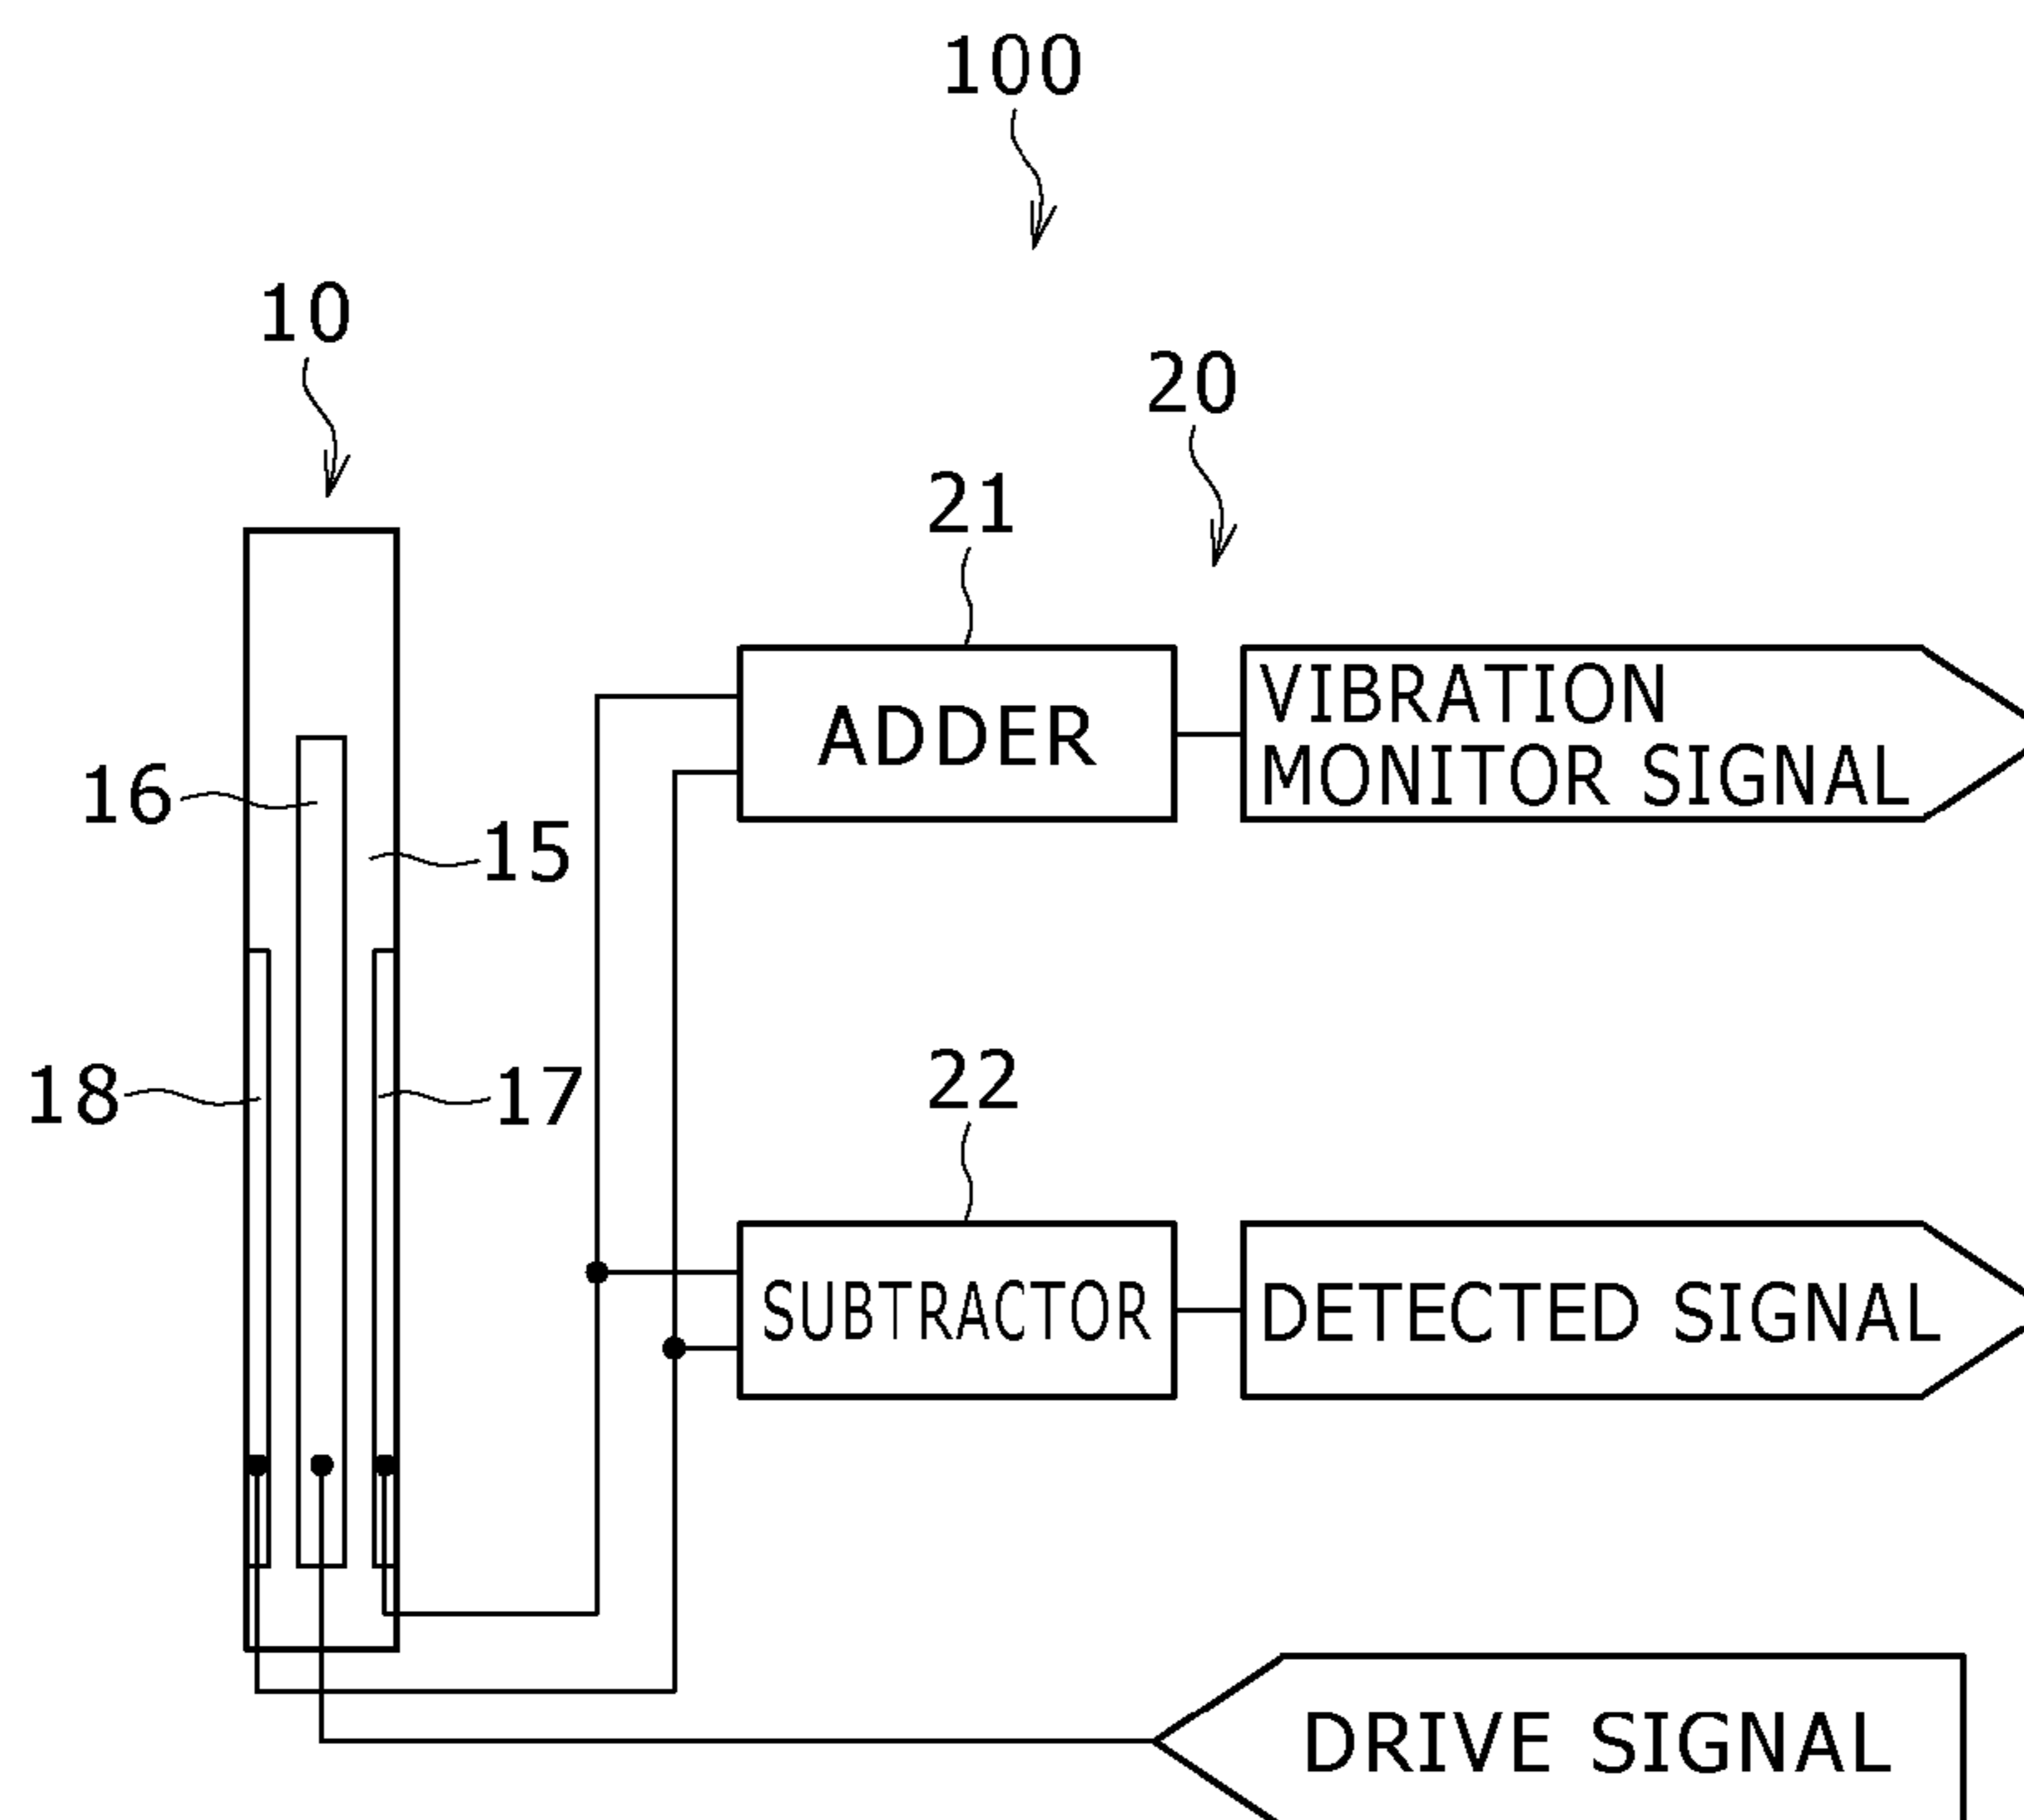 100
10
20
21
ADDER
VIBRATION
MONITOR SIGNAL
16
15
18
17
22
SUBTRACTOR
DETECTED SIGNAL
DRIVE SIGNAL